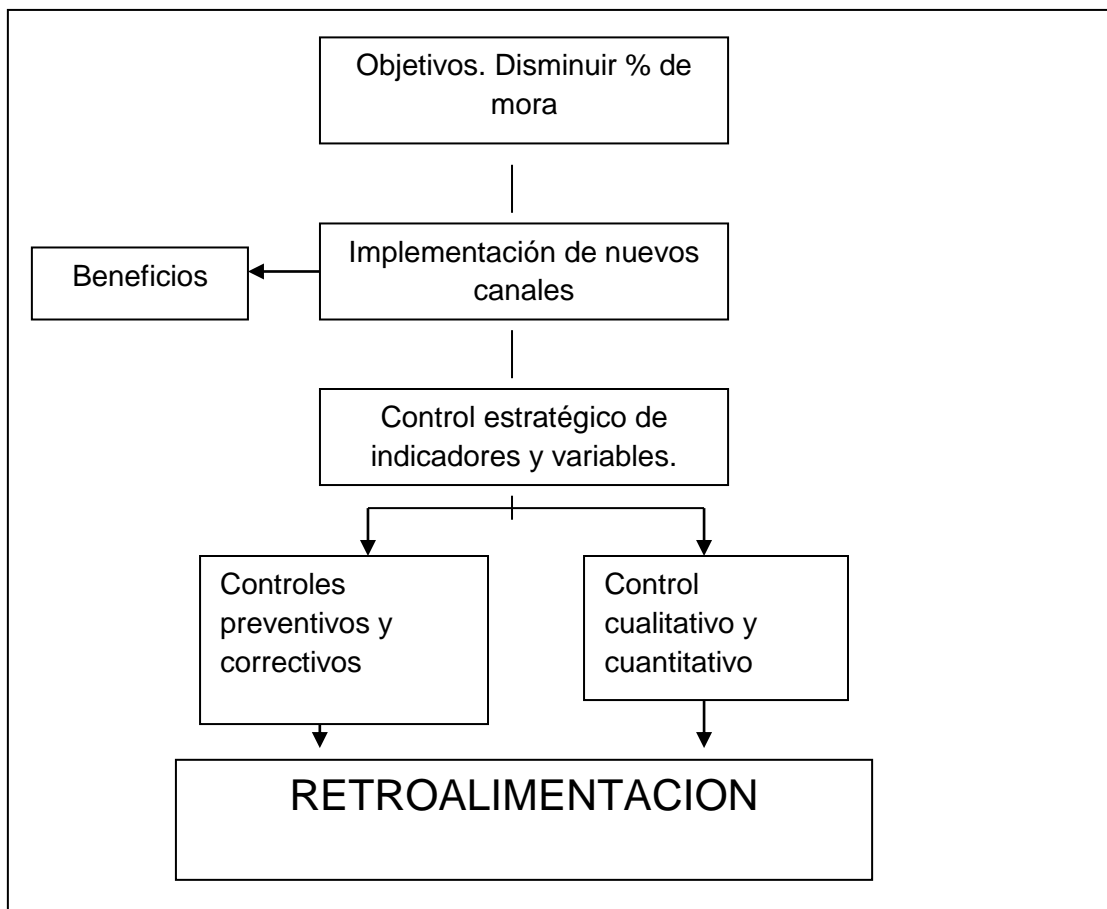 Objetivos. Disminuir % de
mora
Implementación de nuevos
canales
Beneficios
Control estratégico de
indicadores y variables.
Controles
preventivos y
correctivos
Control
cualitativo y
cuantitativo
RETROALIMENTACION